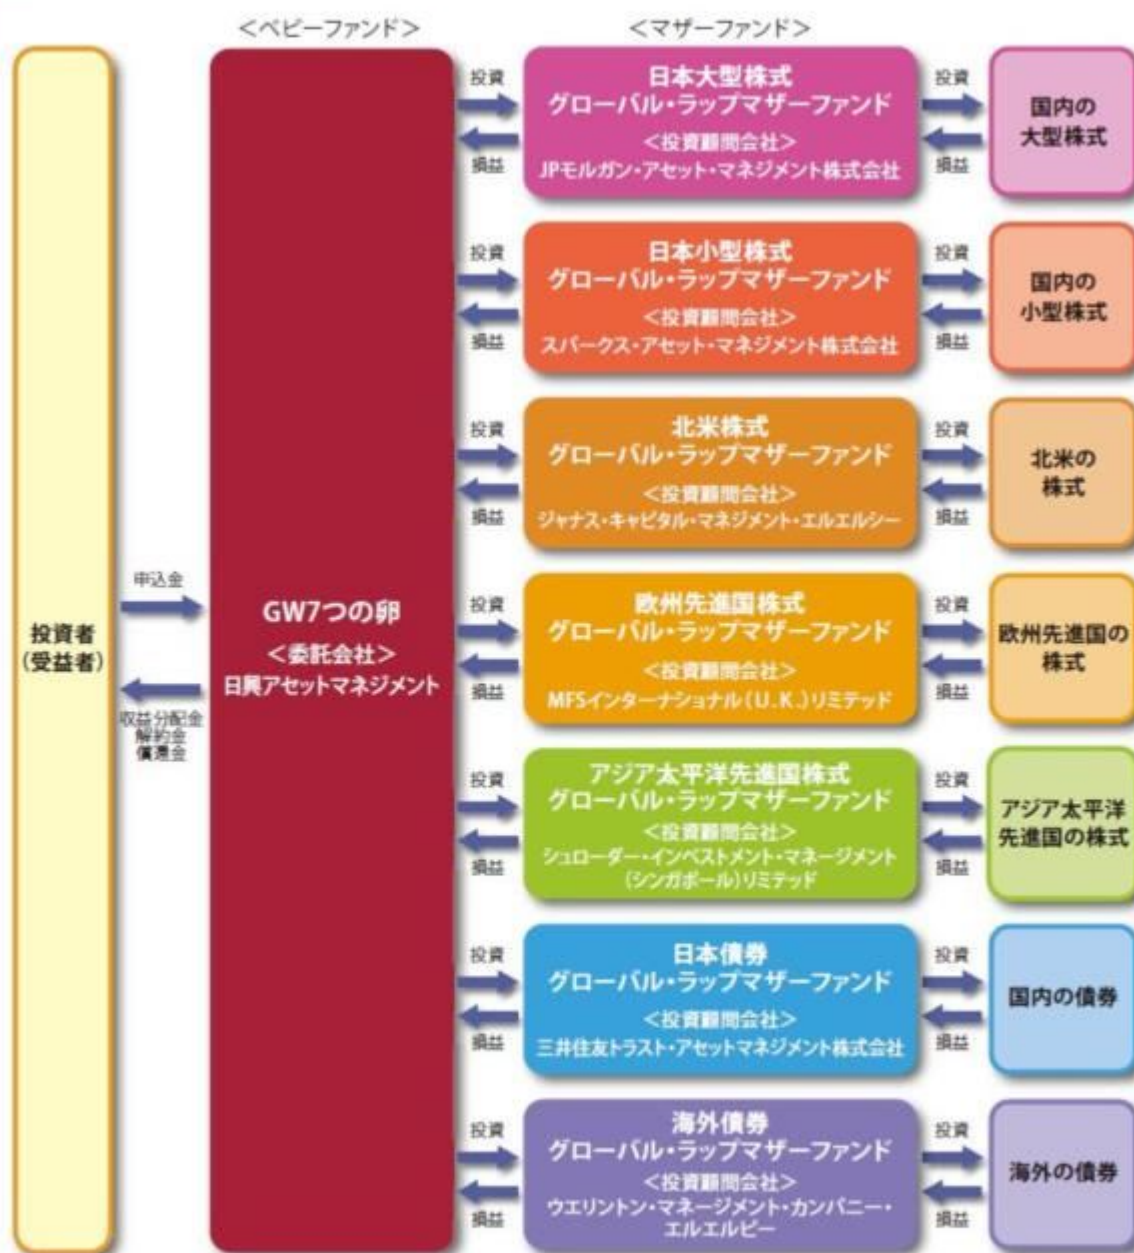 ＜ベビーファンド＞
＜マザーファンド＞
投資者
(受益者)
申込金
収益分配金
解約金
償還金
GW7つの卵
＜委託会社＞
日興アセットマネジメント
投資
損益
日本大型株式
グローバル・ラップマザーファンド
＜投資顧問会社＞
JPモルガン・アセット・マネジメント株式会社
投資
損益
国内の
大型株式
投資
損益
日本小型株式
グローバル・ラップマザーファンド
＜投資顧問会社＞
スパークス・アセット・マネジメント株式会社
投資
損益
国内の
小型株式
投資
損益
北米株式
グローバル・ラップマザーファンド
＜投資顧問会社＞
ジャナス・キャピタル・マネジメント・エルエルシー
投資
損益
北米の
株式
投資
損益
欧州先進国株式
グローバル・ラップマザーファンド
＜投資顧問会社＞
MFSインターナショナル(U.K.)リミテッド
投資
損益
欧州先進国の
株式
投資
損益
アジア太平洋先進国株式
グローバル・ラップマザーファンド
＜投資顧問会社＞
シュローダー・インベストメント・マネージメント
(シンガポール)リミテッド
投資
損益
アジア太平洋
先進国の株式
投資
損益
日本債券
グローバル・ラップマザーファンド
＜投資顧問会社＞
三井住友トラスト・アセットマネジメント株式会社
投資
損益
国内の債券
投資
損益
海外債券
グローバル・ラップマザーファンド
＜投資顧問会社＞
ウエリントン・マネージメント・カンパニー・
エルエルピー
投資
損益
海外の債券